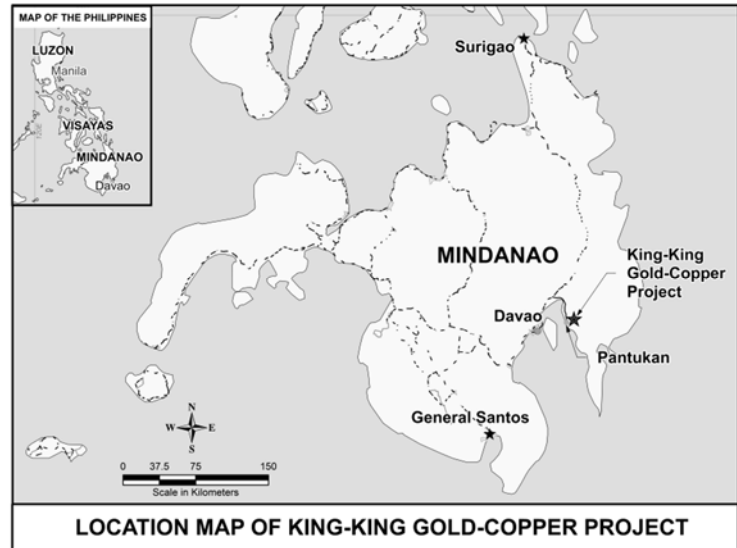 MAP OF THE PHILIPPINES
LUZON
Manila
120E
VISAYAS
MINDANAO
Davao
Surigao
MINDANAO
King-King
Gold-Copper
Project
Davao
Pantukan
General Santos
N
W E
S
0 37.5 75 150
Scale in Kilometers
LOCATION MAP OF KING-KING GOLD-COPPER PROJECT